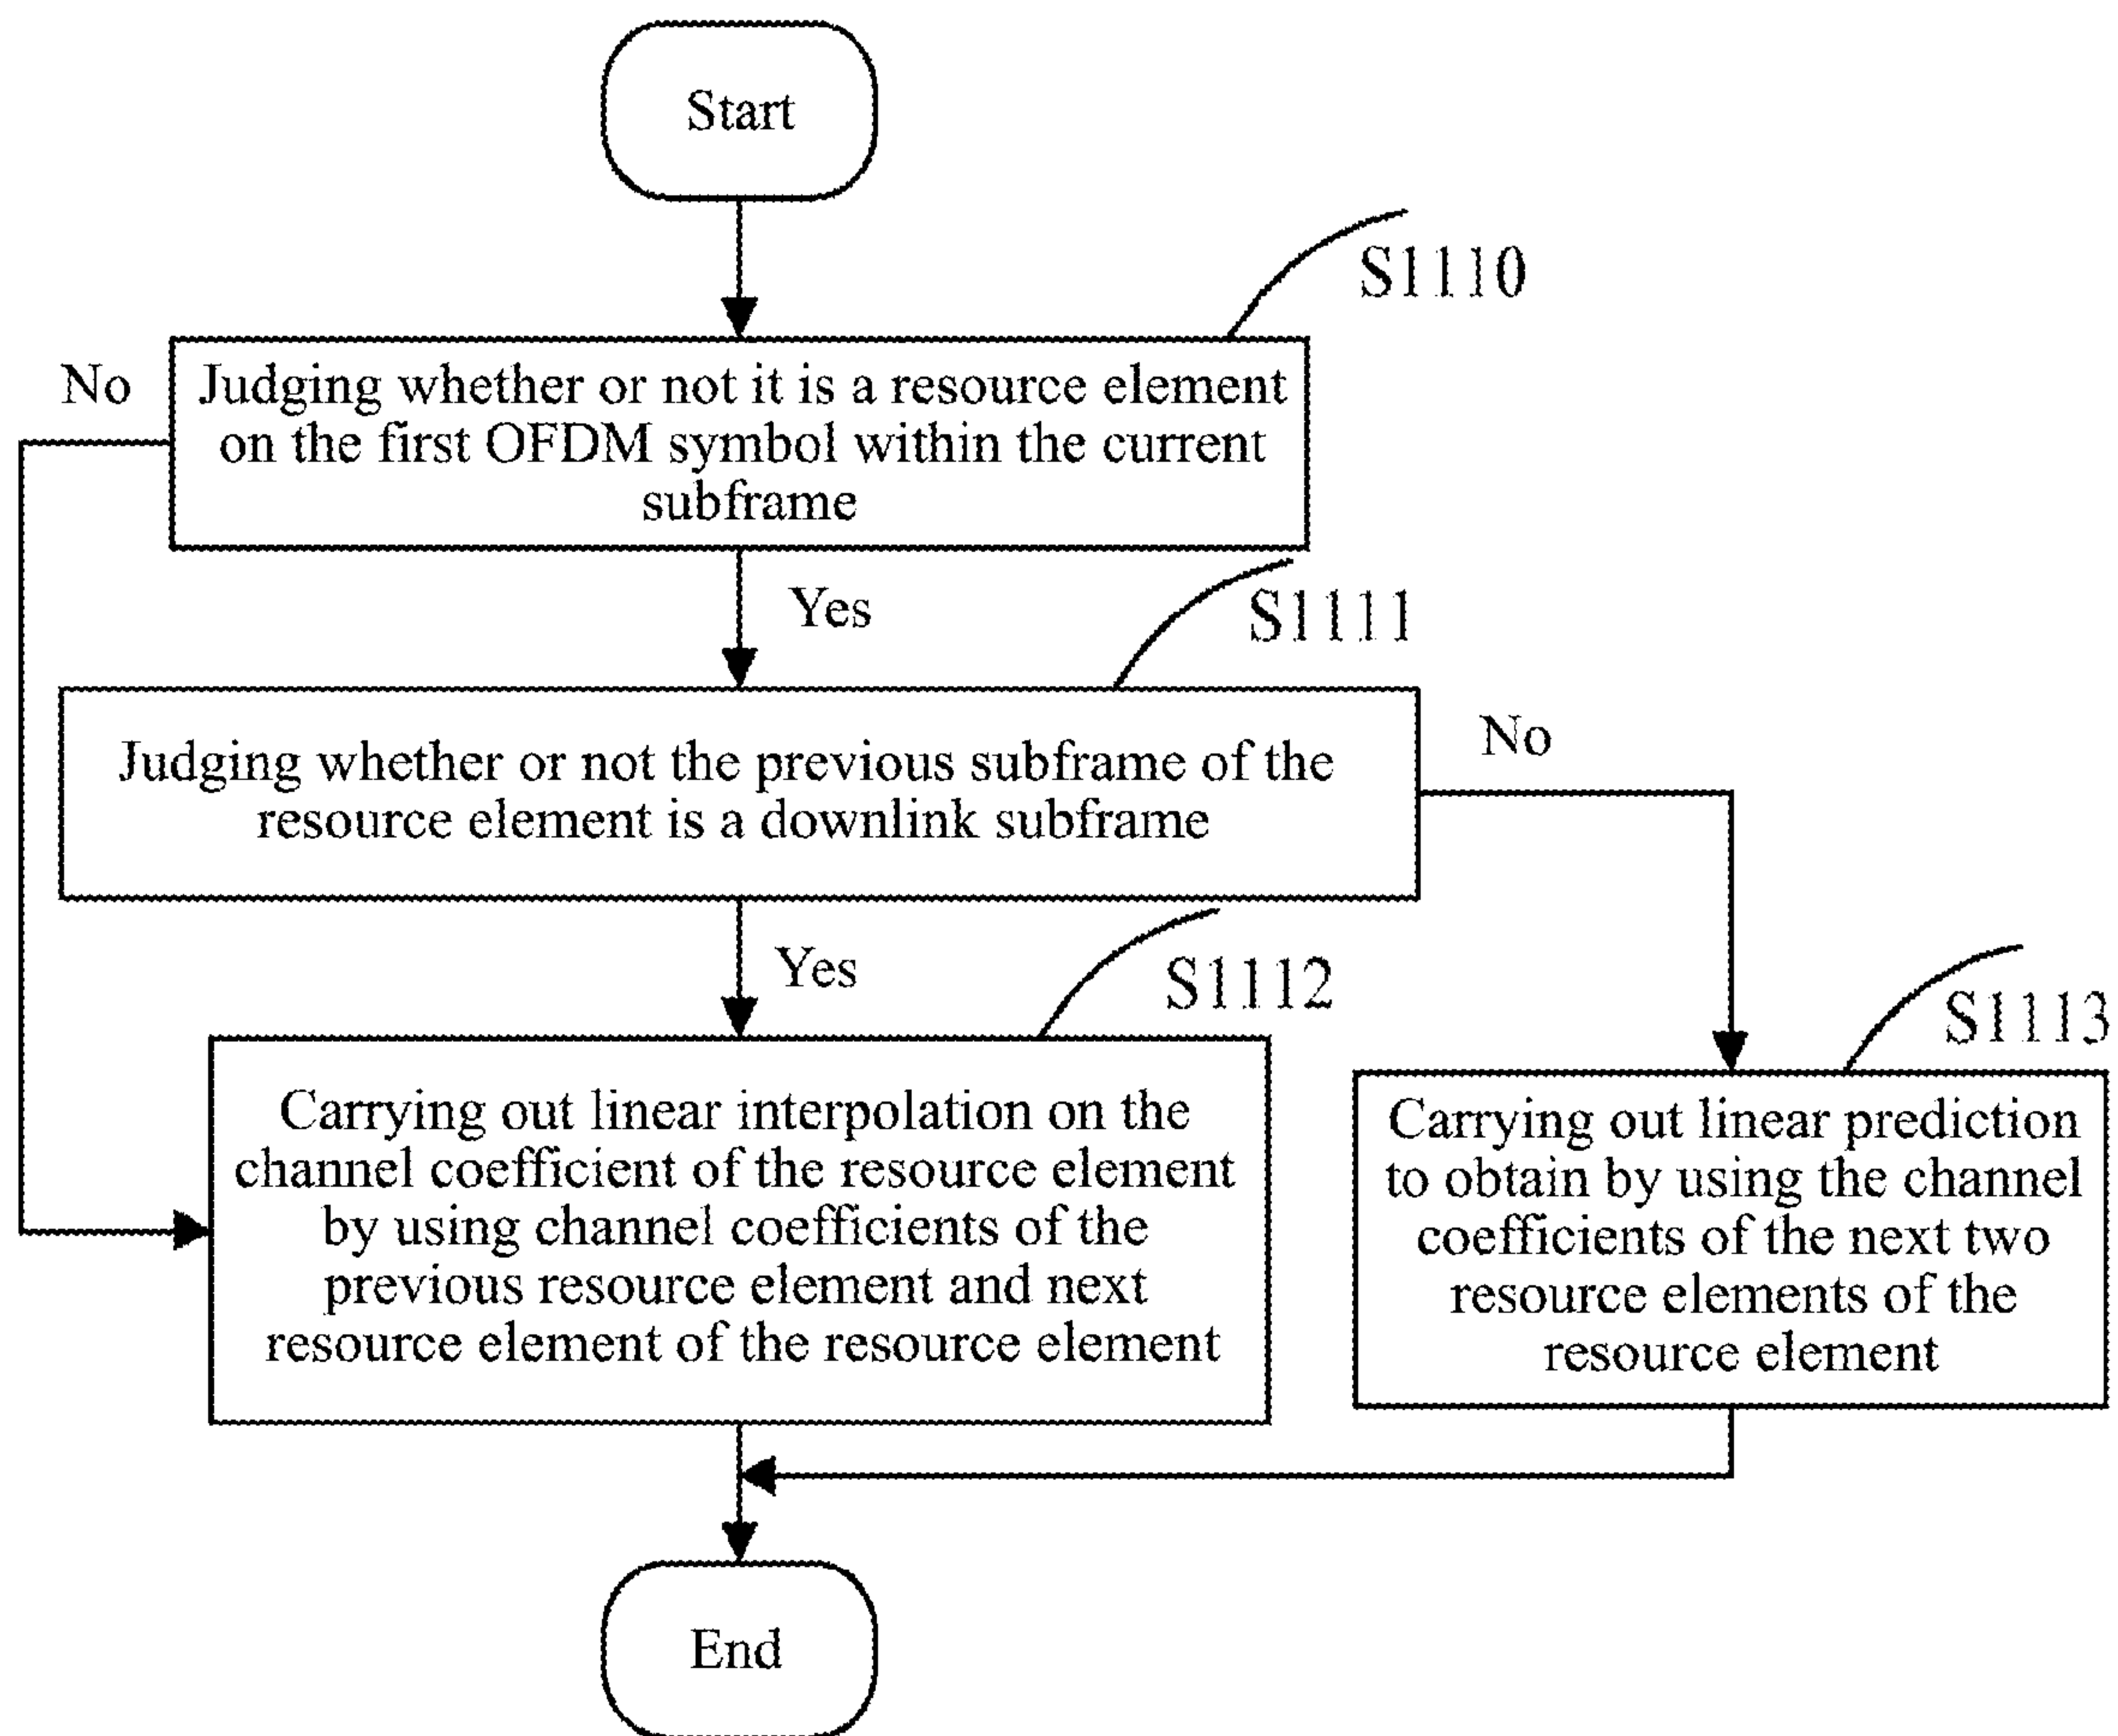 Start
S1110
No
Judging whether or not it is a resource element
on the first OFDM symbol within the current
subframe
Yes
S1111
Judging whether or not the previous subframe of the
resource element is a downlink subframe
No
Yes
S1112
S1113
Carrying out linear interpolation on the
channel coefficient of the resource element
by using channel coefficients of the
previous resource element and next
resource element of the resource element
Carrying out linear prediction
to obtain by using the channel
coefficients of the next two
resource elements of the
resource element
End